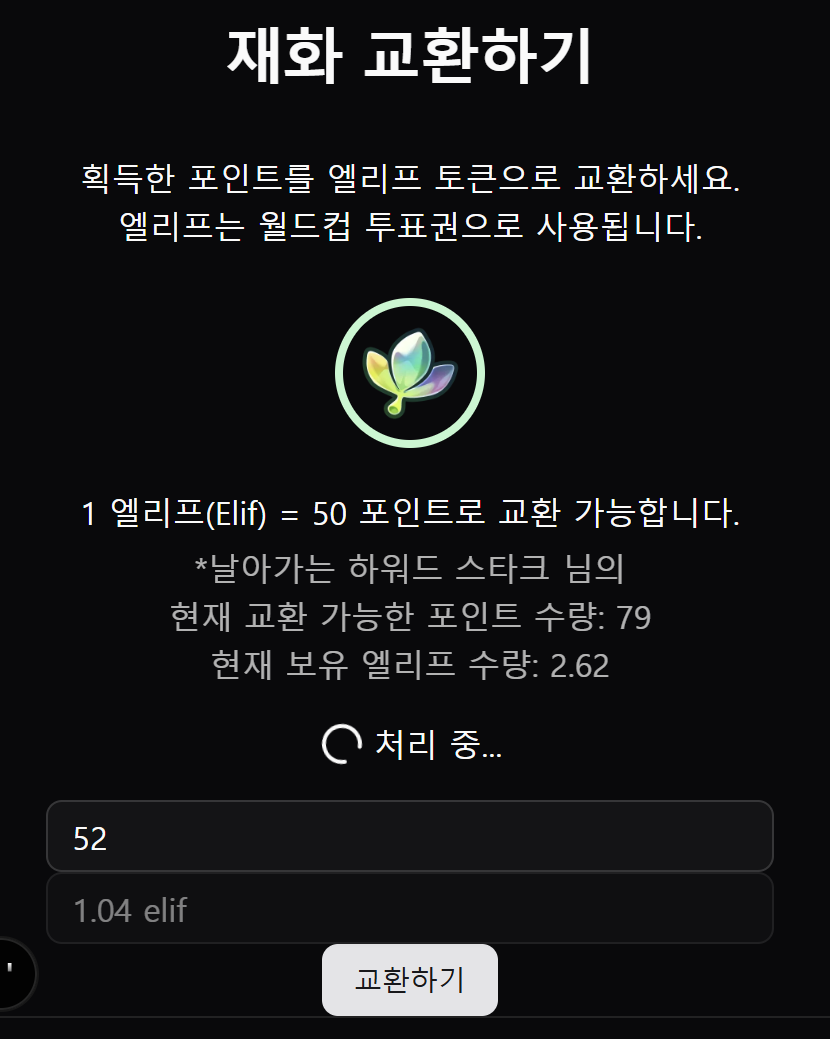 재화 교환하기
획득한 포인트를 엘리프 토큰으로 교환하세요.
엘리프는 월드컵 투표권으로 사용됩니다.
1 엘리프(Elif) = 50 포인트로 교환 가능합니다.
*날아가는 하워드 스타크 님의
현재 교환 가능한 포인트 수량: 79
현재 보유 엘리프 수량: 2.62
처리 중...
52
1.04 elif
교환하기
'